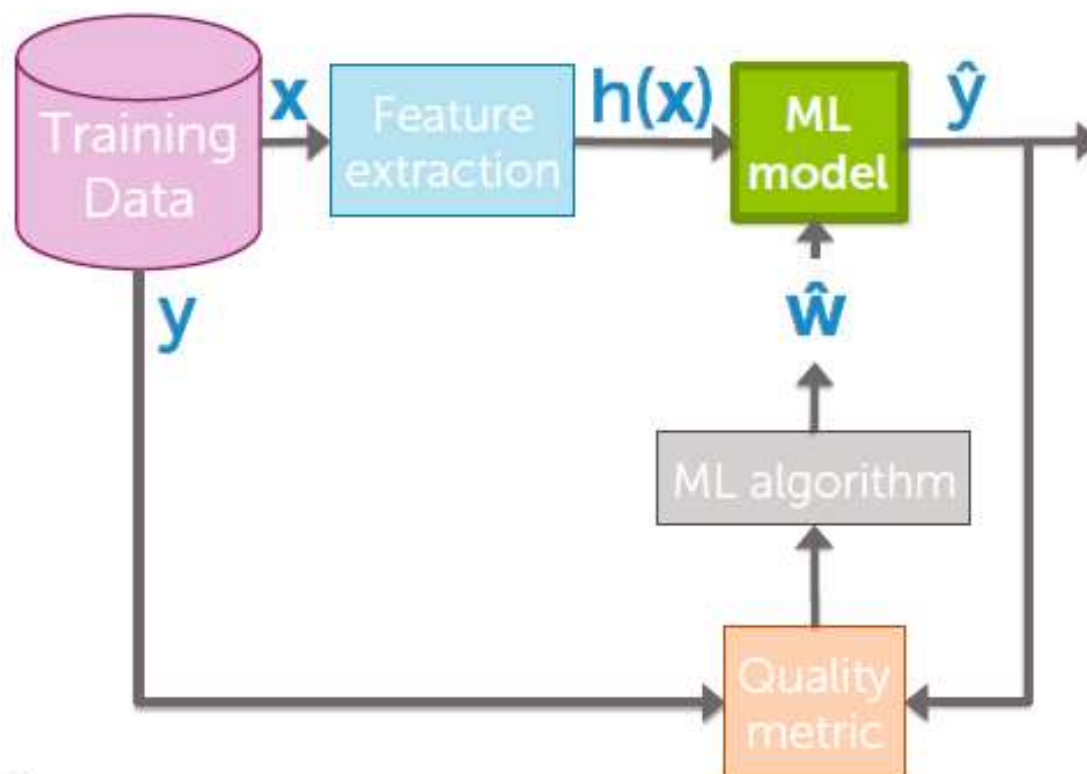 Training
Data
x
Feature
extraction
h(x)
ML
model
ŷ
y
ŵ
ML algorithm
Quality
metric